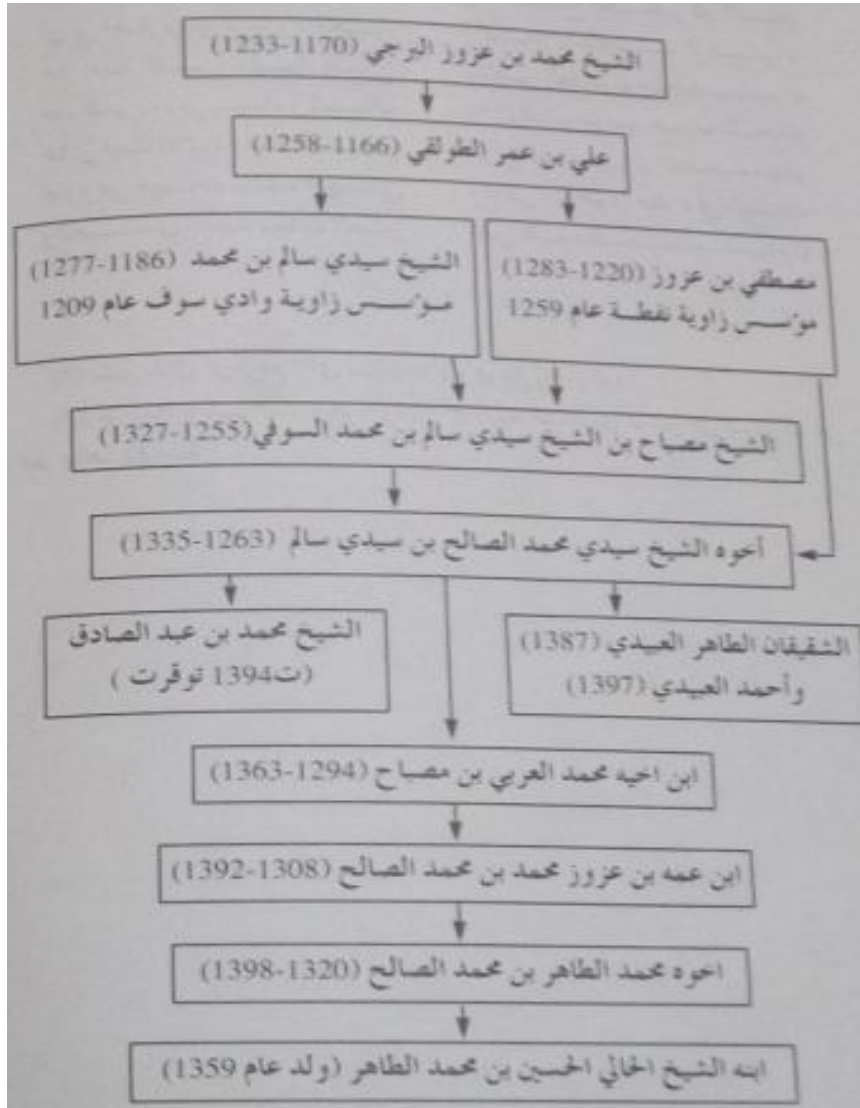 الشيخ محمد بن عزوز البرجي (1170-1233)
علي بن عمر الطولقي (1166-1258)
مصطفي بن عزوز (1220-1283)
مؤسس زاوية نفطة عام 1259
الشيخ سيدي سالم بن محمد (1186-1277)
مؤسس زاوية وادي سوف عام 1209
الشيخ مصباح بن الشيخ سيدي سالم بن محمد السوفي(1255-1327)
أخوه الشيخ سيدي محمد الصالح بن سيدي سالم (1263-1335)
الشقيقان الطاهر العبيدي (1387)
وأحمد العبيدي (1397)
الشيخ محمد بن عبد الصادق
(ت1394 توقرت )
ابن اخيه محمد العربي بن مصباح (1294-1363)
ابن عمه بن عزوز محمد بن محمد الصالح (1308-1392)
اخوه محمد الطاهر بن محمد الصالح (1320-1398)
ابنه الشيخ الحالي الحسين بن محمد الطاهر (ولد عام 1359)